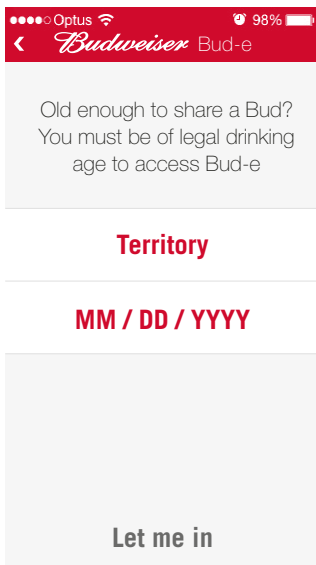 Optus 98%
Budweiser Bud-e
Old enough to share a Bud?
You must be of legal drinking
age to access Bud-e
Territory
MM / DD / YYYY
Let me in